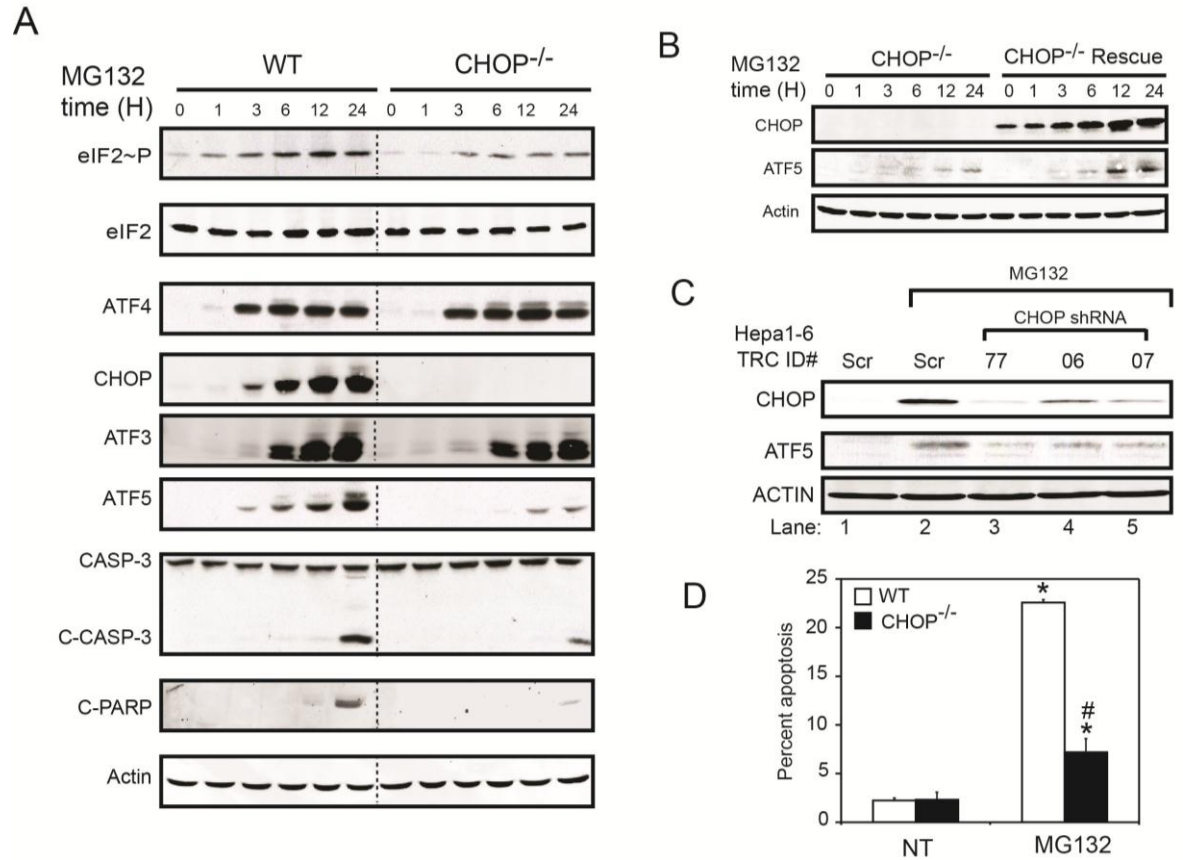 A
WT CHOP-/-
MG132
time (H) 0 1 3 6 12 24 0 1 3 6 12 24
eIF2~P
eIF2
ATF4
CHOP
ATF3
ATF5
CASP-3
C-CASP-3
C-PARP
Actin
B
CHOP-/- CHOP-/- Rescue
MG132
time (H) 0 1 3 6 12 24 0 1 3 6 12 24
CHOP
ATF5
Actin
C
MG132
CHOP shRNA
Hepa1-6
TRC ID# Scr Scr 77 06 07
CHOP
ATF5
ACTIN
Lane: 1 2 3 4 5
D
Percent apoptosis
25
20
15
10
5
0
WT
CHOP-/-
*
#
*
NT MG132